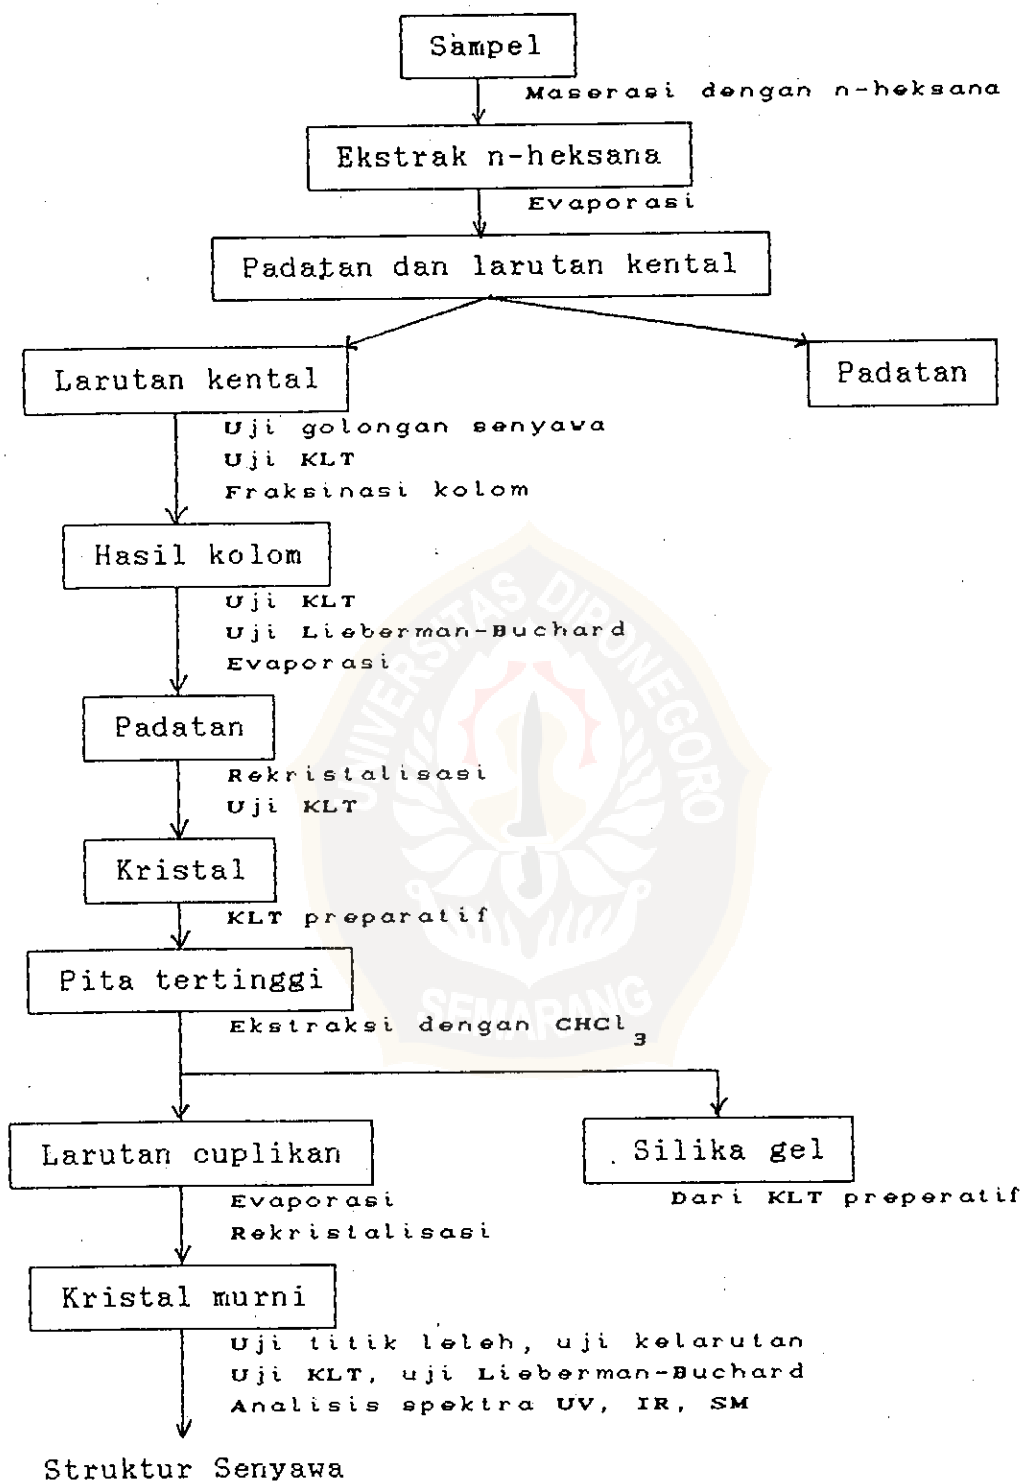 Sampel
Maserasi dengan n-heksana
Ekstrak n-heksana
Evaporasi
Padatan dan larutan kental
Larutan kental
Padatan
Uji golongan senyawa
Uji KLT
Fraksinasi kolom
Hasil kolom
Uji KLT
Uji Lieberman-Buchard
Evaporasi
Padatan
Rekristalisasi
Uji KLT
Kristal
KLT preparatif
Pita tertinggi
Ekstraksi dengan CHCl3
Larutan cuplikan
Silika gel
Evaporasi
Dari KLT preperatif
Rekristalisasi
Kristal murni
Uji titik leleh, uji kelarutan
Uji KLT, uji Lieberman-Buchard
Analisis spektra UV, IR, SM
Struktur Senyawa
UNIVERSITAS DIPONEGORO
SEMARANG